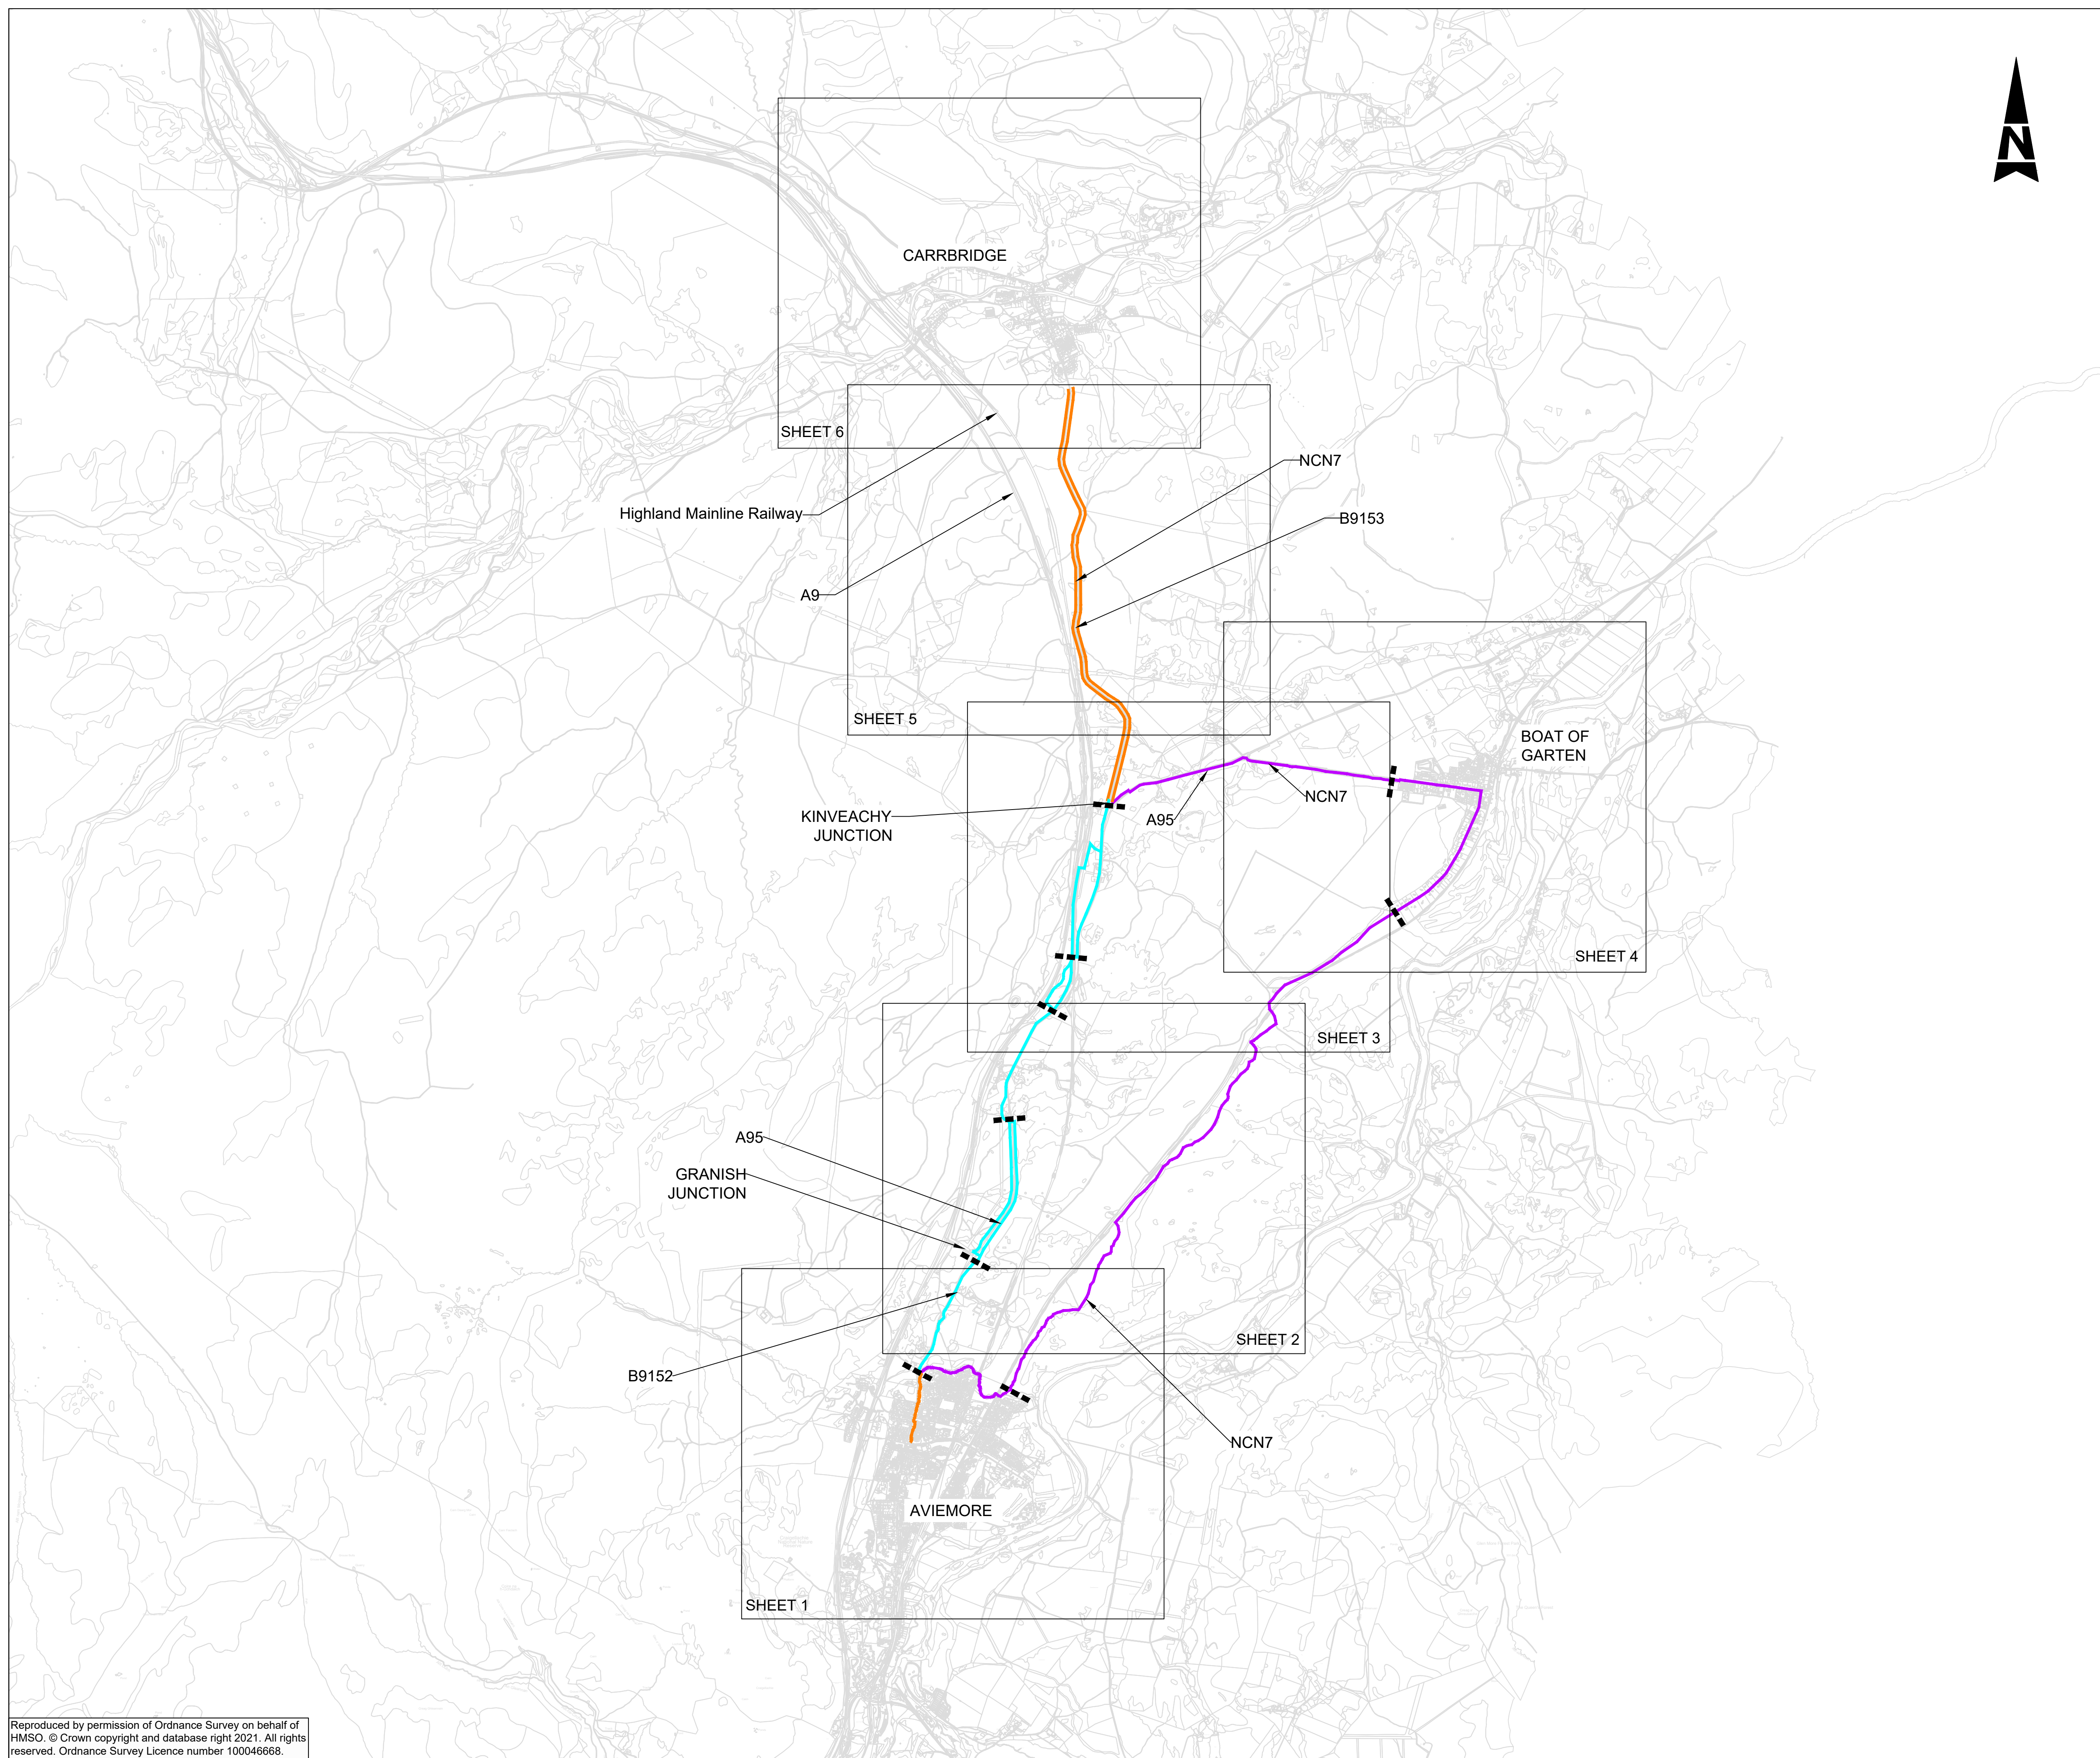 N
CARRBRIDGE
SHEET 6
NCN7
Highland Mainline Railway
B9153
A9
SHEET 5
BOAT OF
GARTEN
NCN7
KINVEACHY
JUNCTION
A95
SHEET 4
SHEET 3
A95
GRANISH
JUNCTION
SHEET 2
B9152
NCN7
AVIEMORE
SHEET 1
Reproduced by permission of Ordnance Survey on behalf of
HMSO. © Crown copyright and database right 2021. All rights
reserved. Ordnance Survey Licence number 100046668.